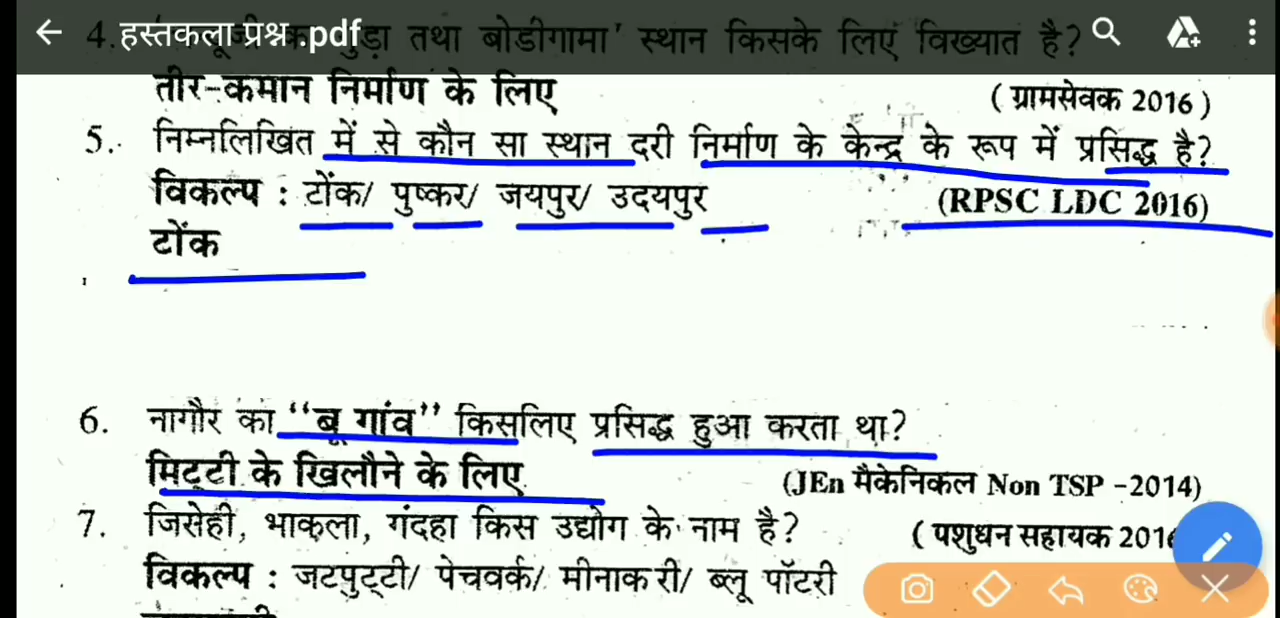 हस्तकला प्रश्न .pdf
4. ड़ा तथा बोडीगामा' स्थान किसके लिए विख्यात है?
तीर-कमान निर्माण के लिए (ग्रामसेवक 2016)
5. निम्नलिखित में से कौन सा स्थान दरी निर्माण के केन्द्र के रूप में प्रसिद्ध है?
विकल्प : टोंक/ पुष्कर/ जयपुर/ उदयपुर (RPSC LDC 2016)
टोंक
6. नागौर का "बू गांव" किसलिए प्रसिद्ध हुआ करता था?
मिट्टी के खिलौने के लिए (JEn मैकेनिकल Non TSP -2014)
7. जिसेही, भाकला, गंदहा किस उद्योग के नाम है? ( पशुधन सहायक 2016
विकल्प : जटपुट्टी/ पेचवर्क/ मीनाकरी/ ब्लू पॉटरी